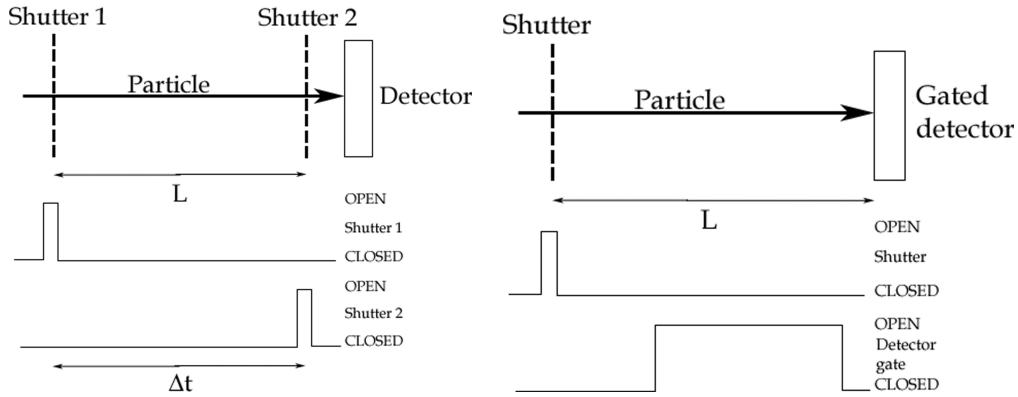 Shutter 1
Shutter 2
Particle
Detector
L
OPEN
Shutter 1
CLOSED
OPEN
Shutter 2
CLOSED
Δt
Shutter
Particle
Gated
detector
L
OPEN
Shutter
CLOSED
OPEN
Detector
gate
CLOSED